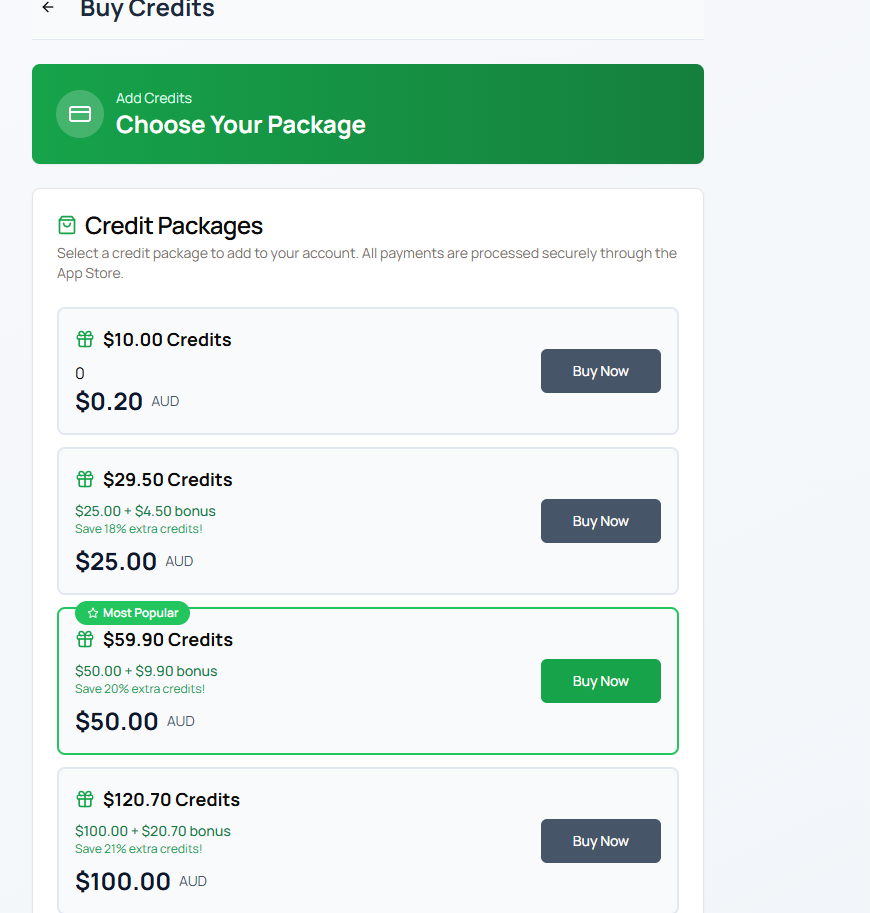 Buy Credits
Add Credits
Choose Your Package
Credit Packages
Select a credit package to add to your account. All payments are processed securely through the
App Store.
$10.00 Credits
0
$0.20 AUD
Buy Now
$29.50 Credits
$25.00 + $4.50 bonus
Save 18% extra credits!
$25.00 AUD
Buy Now
Most Popular
$59.90 Credits
$50.00 + $9.90 bonus
Save 20% extra credits!
$50.00 AUD
Buy Now
$120.70 Credits
$100.00 + $20.70 bonus
Save 21% extra credits!
$100.00 AUD
Buy Now